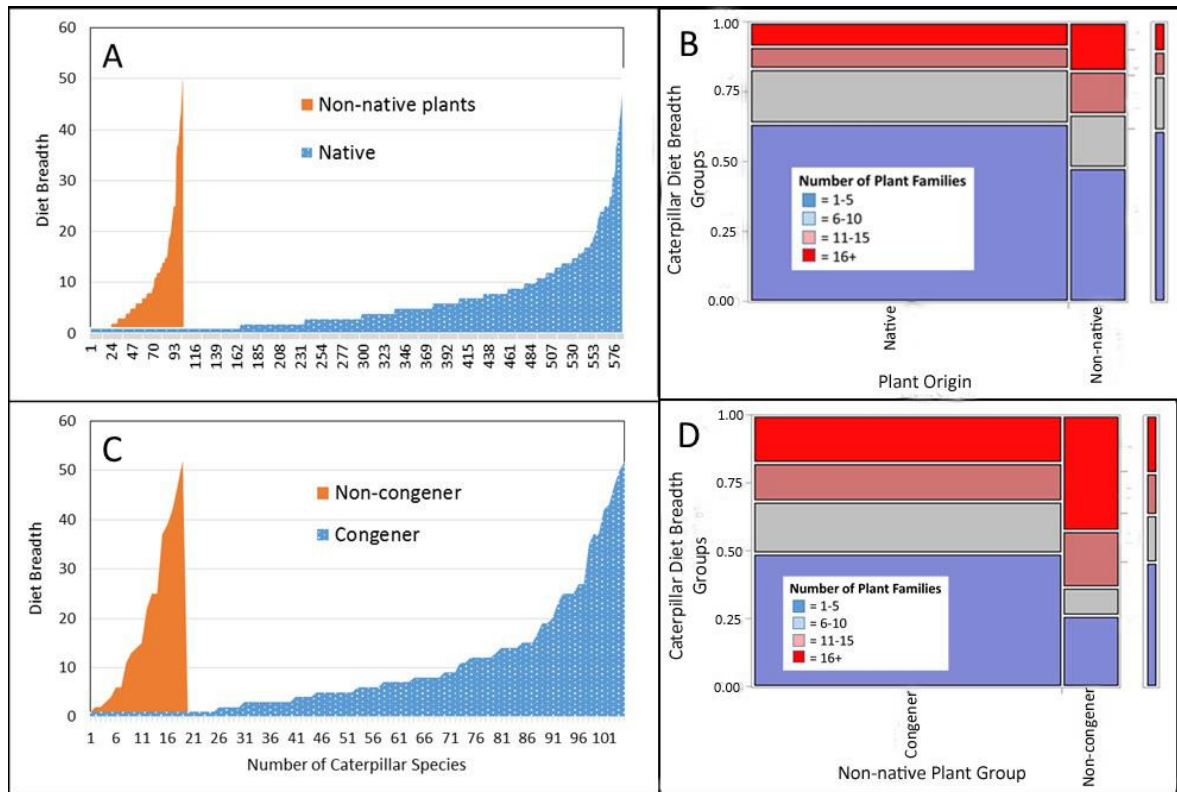 60
50
40
30
20
10
0
Diet Breadth
A
Non-native plants
Native
1 24 47 70 93 116 139 162 185 208 231 254 277 300 323 346 369 392 415 438 461 484 507 530 553 576
B
1.00
0.75
0.50
0.25
0.00
Caterpillar Diet Breadth
Groups
Number of Plant Families
= 1-5
= 6-10
= 11-15
= 16+
Native
Non-native
Plant Origin
60
50
40
30
20
10
0
Diet Breadth
C
Non-congener
Congener
1 6 11 16 21 26 31 36 41 46 51 56 61 66 71 76 81 86 91 96 101
Number of Caterpillar Species
D
1.00
0.75
0.50
0.25
0.00
Caterpillar Diet Breadth
Groups
Number of Plant Families
= 1-5
= 6-10
= 11-15
= 16+
Congener
Non-congener
Non-native Plant Group